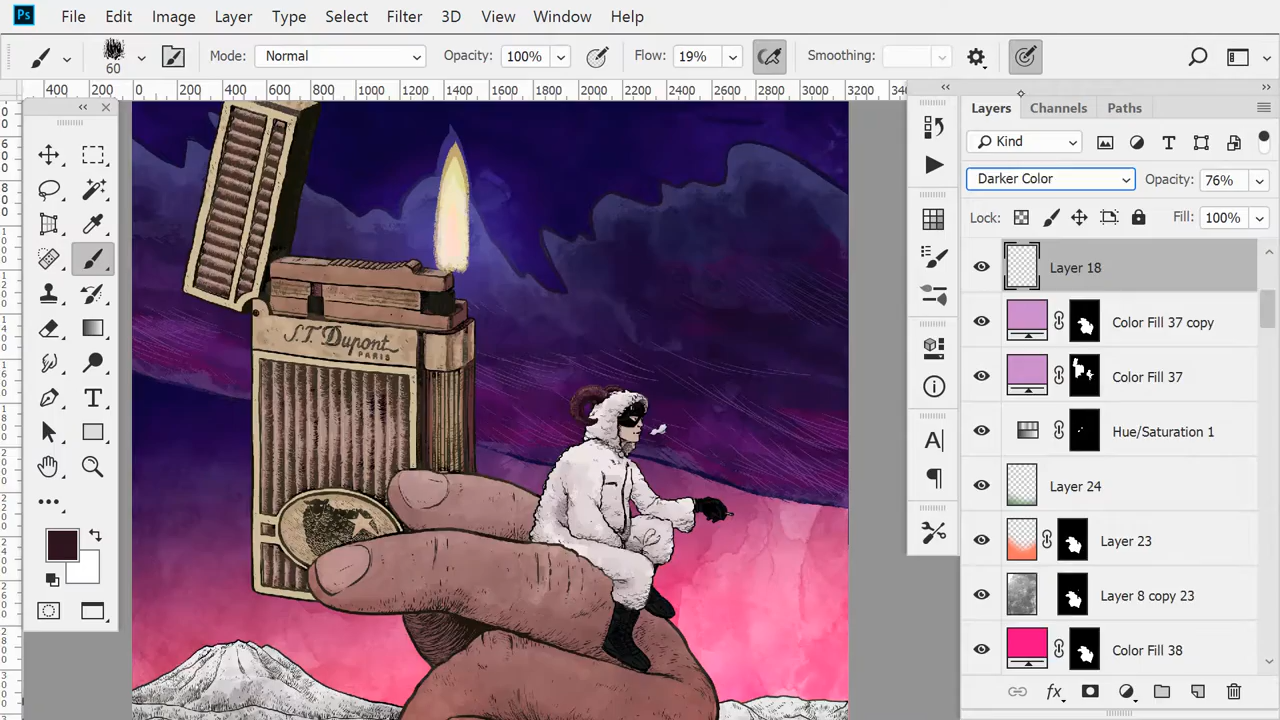 Ps File Edit Image Layer Type Select Filter 3D View Window Help
60 Mode: Normal Opacity: 100% Flow: 19% Smoothing:
400 200 0 200 400 600 800 1000 1200 1400 1600 1800 2000 2200 2400 2600 2800 3000 3200
Layers Channels Paths
Kind
Darker Color Opacity: 76%
Lock: Fill: 100%
Layer 18
Color Fill 37 copy
Color Fill 37
Hue/Saturation 1
Layer 24
Layer 23
Layer 8 copy 23
Color Fill 38
S.T. Dupont
PARIS